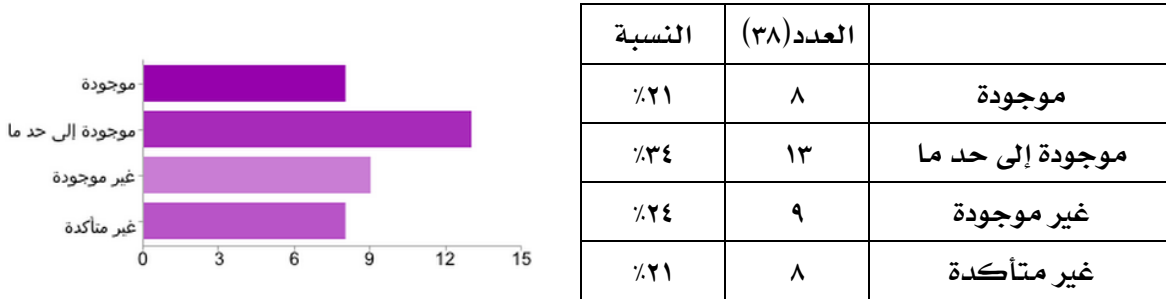 العدد(٣٨) النسبة
موجودة ٨ ٢١٪
موجودة إلى حد ما ١٣ ٣٤٪
غير موجودة ٩ ٢٤٪
غير متأكدة ٨ ٢١٪
موجودة
موجودة إلى حد ما
غير موجودة
غير متأكدة
0 3 6 9 12 15